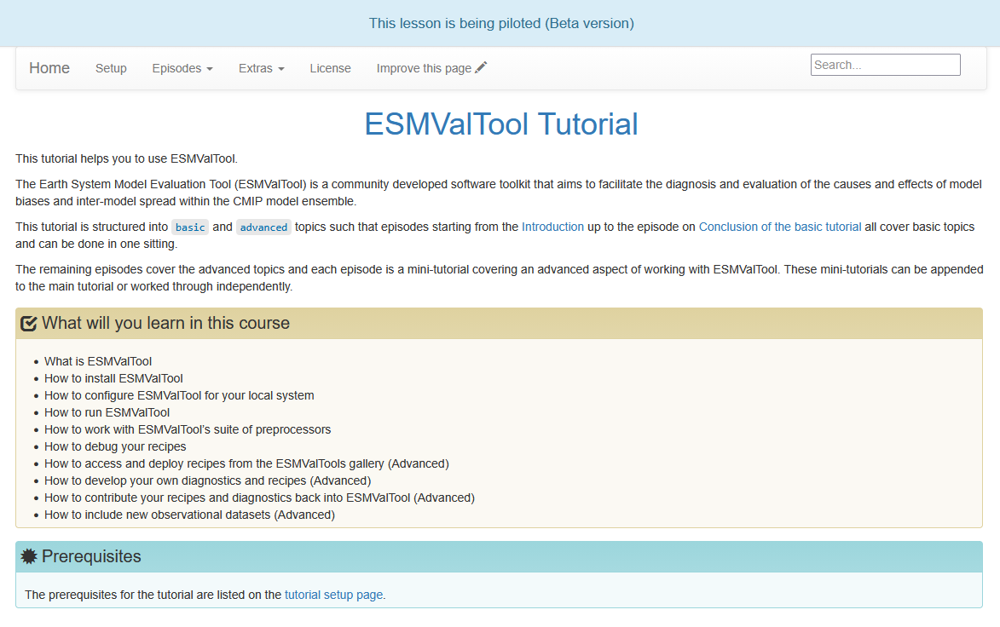 This lesson is being piloted (Beta version)
Home Setup Episodes Extras License Improve this page Search...
ESMValTool Tutorial
This tutorial helps you to use ESMValTool.
The Earth System Model Evaluation Tool (ESMValTool) is a community developed software toolkit that aims to facilitate the diagnosis and evaluation of the causes and effects of model
biases and inter-model spread within the CMIP model ensemble.
This tutorial is structured into basic and advanced topics such that episodes starting from the Introduction up to the episode on Conclusion of the basic tutorial all cover basic topics
and can be done in one sitting.
The remaining episodes cover the advanced topics and each episode is a mini-tutorial covering an advanced aspect of working with ESMValTool. These mini-tutorials can be appended
to the main tutorial or worked through independently.
What will you learn in this course
• What is ESMValTool
• How to install ESMValTool
• How to configure ESMValTool for your local system
• How to run ESMValTool
• How to work with ESMValTool's suite of preprocessors
• How to debug your recipes
• How to access and deploy recipes from the ESMValTools gallery (Advanced)
• How to develop your own diagnostics and recipes (Advanced)
• How to contribute your recipes and diagnostics back into ESMValTool (Advanced)
• How to include new observational datasets (Advanced)
Prerequisites
The prerequisites for the tutorial are listed on the tutorial setup page.